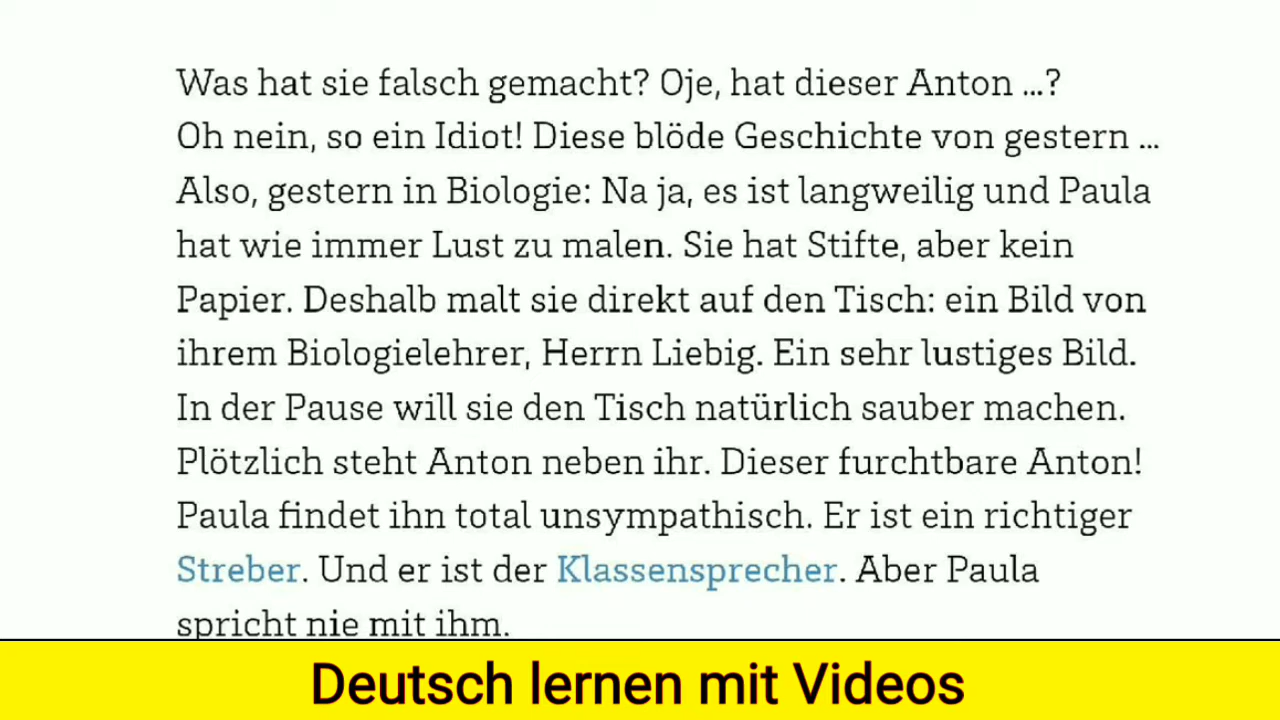 Was hat sie falsch gemacht? Oje, hat dieser Anton ...?
Oh nein, so ein Idiot! Diese blöde Geschichte von gestern ...
Also, gestern in Biologie: Na ja, es ist langweilig und Paula
hat wie immer Lust zu malen. Sie hat Stifte, aber kein
Papier. Deshalb malt sie direkt auf den Tisch: ein Bild von
ihrem Biologielehrer, Herrn Liebig. Ein sehr lustiges Bild.
In der Pause will sie den Tisch natürlich sauber machen.
Plötzlich steht Anton neben ihr. Dieser furchtbare Anton!
Paula findet ihn total unsympathisch. Er ist ein richtiger
Streber. Und er ist der Klassensprecher. Aber Paula
spricht nie mit ihm.
Deutsch lernen mit Videos